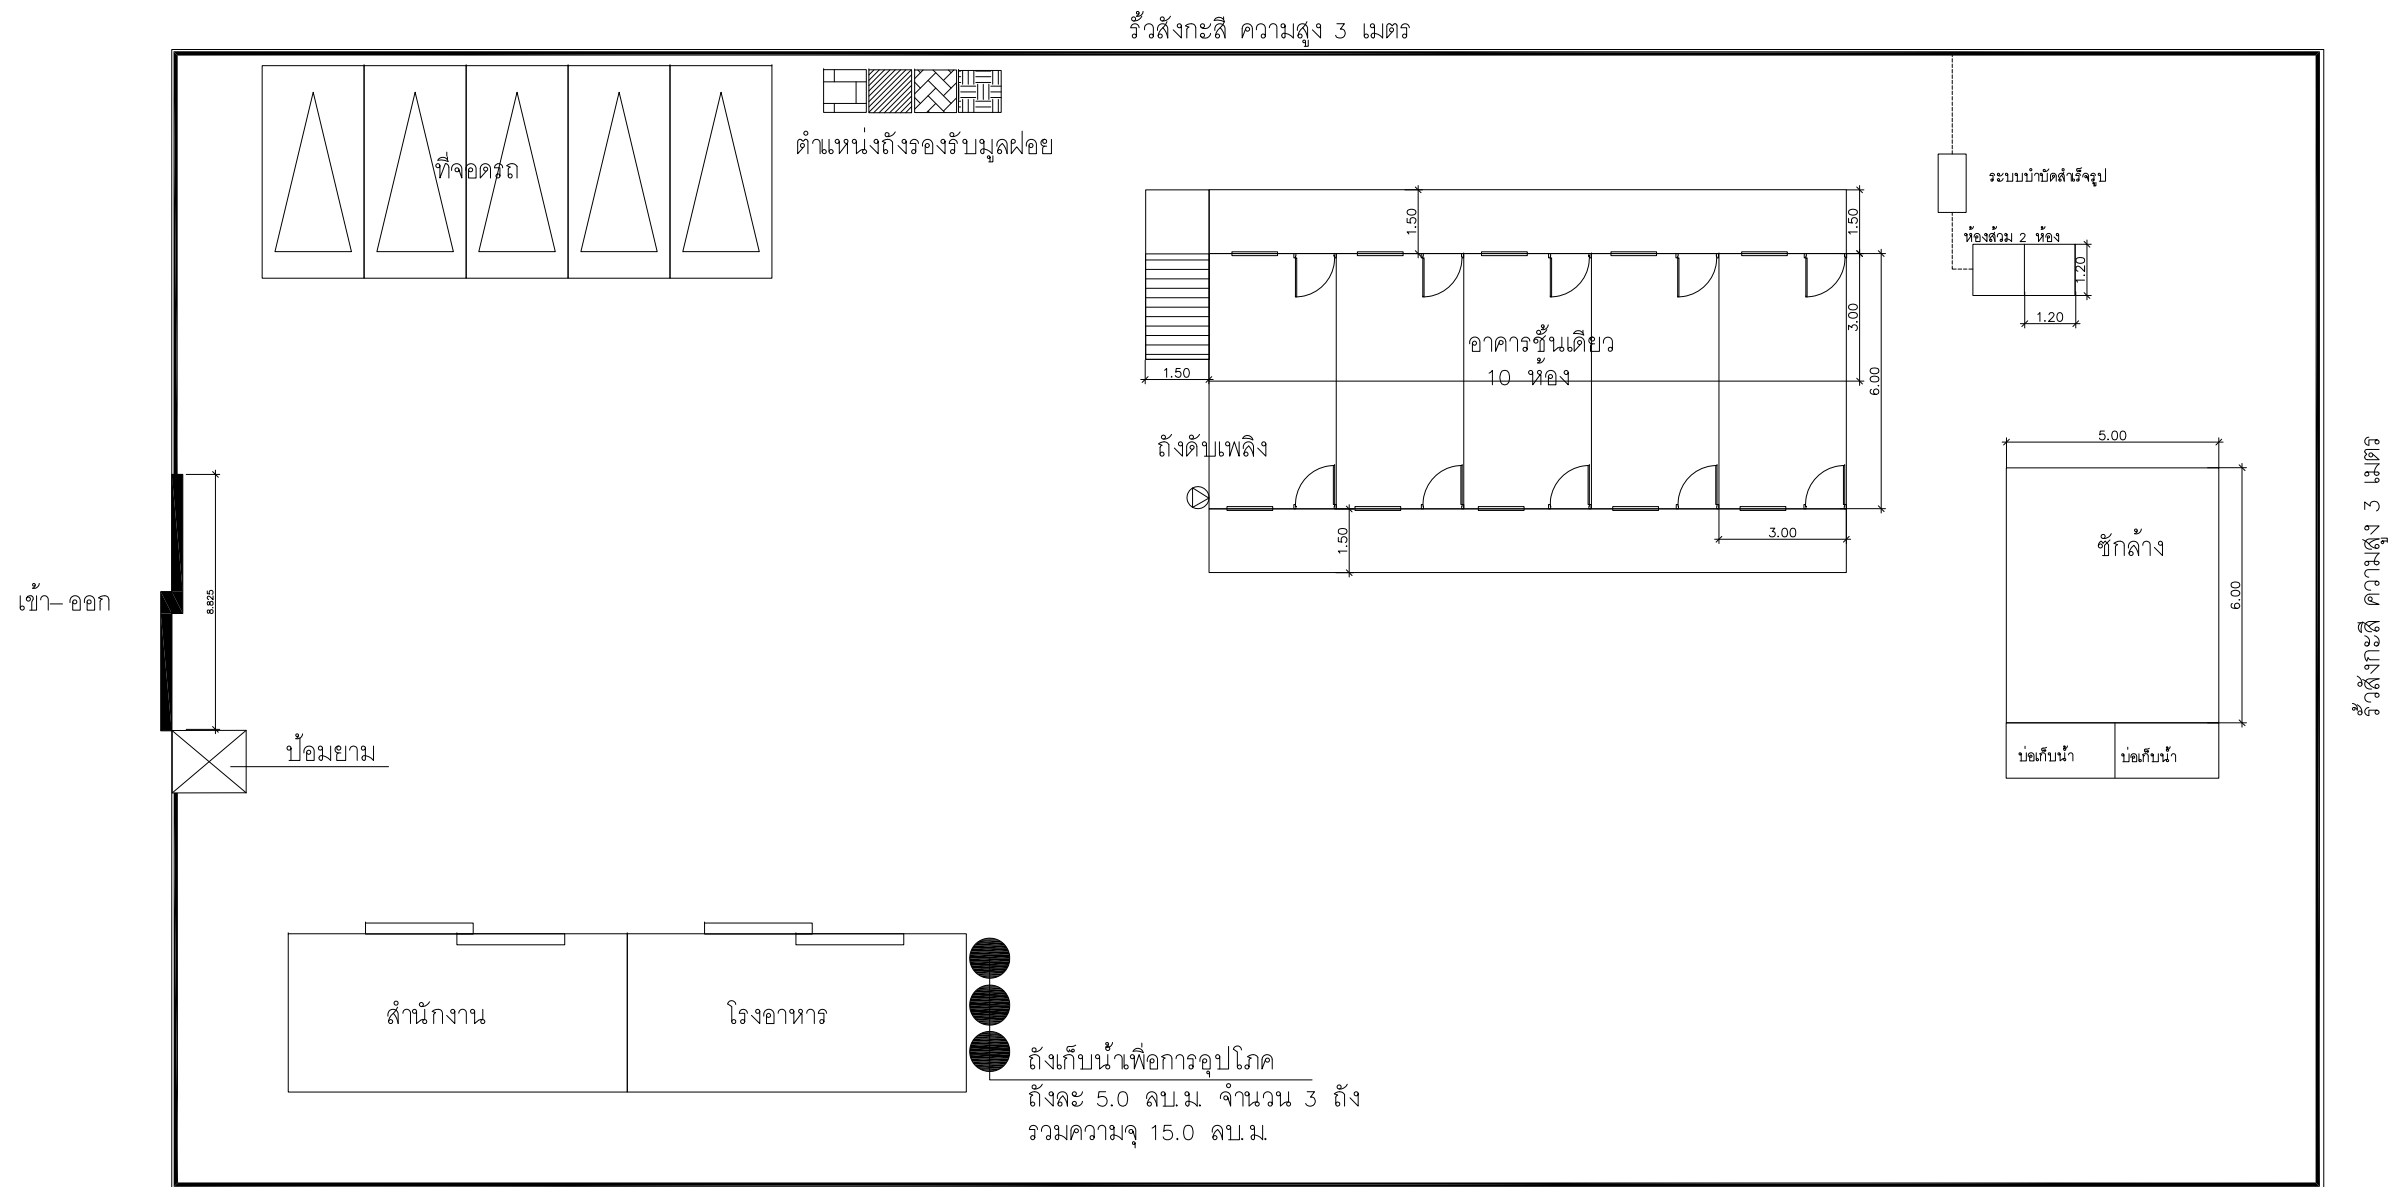 รั้วสังกะสี ความสูง 3 เมตร
ตำแหน่งถังรองรับมูลฝอย
ที่จอดรถ
ระบบบำบัดสำเร็จรูป
ห้องส้วม 2 ห้อง
1.50
1.50
1.20
1.20
3.00
อาคารชั้นเดียว
10 ห้อง
1.50
6.00
ถังดับเพลิง
5.00
1.50
3.00
ซักล้าง
6.00
รั้วสังกะสี ความสูง 3 เมตร
เข้า-ออก
8.825
ป้อมยาม
บ่อเก็บน้ำ
บ่อเก็บน้ำ
สำนักงาน
โรงอาหาร
ถังเก็บน้ำเพื่อการอุปโภค
ถังละ 5.0 ลบ.ม. จำนวน 3 ถัง
รวมความจุ 15.0 ลบ.ม.